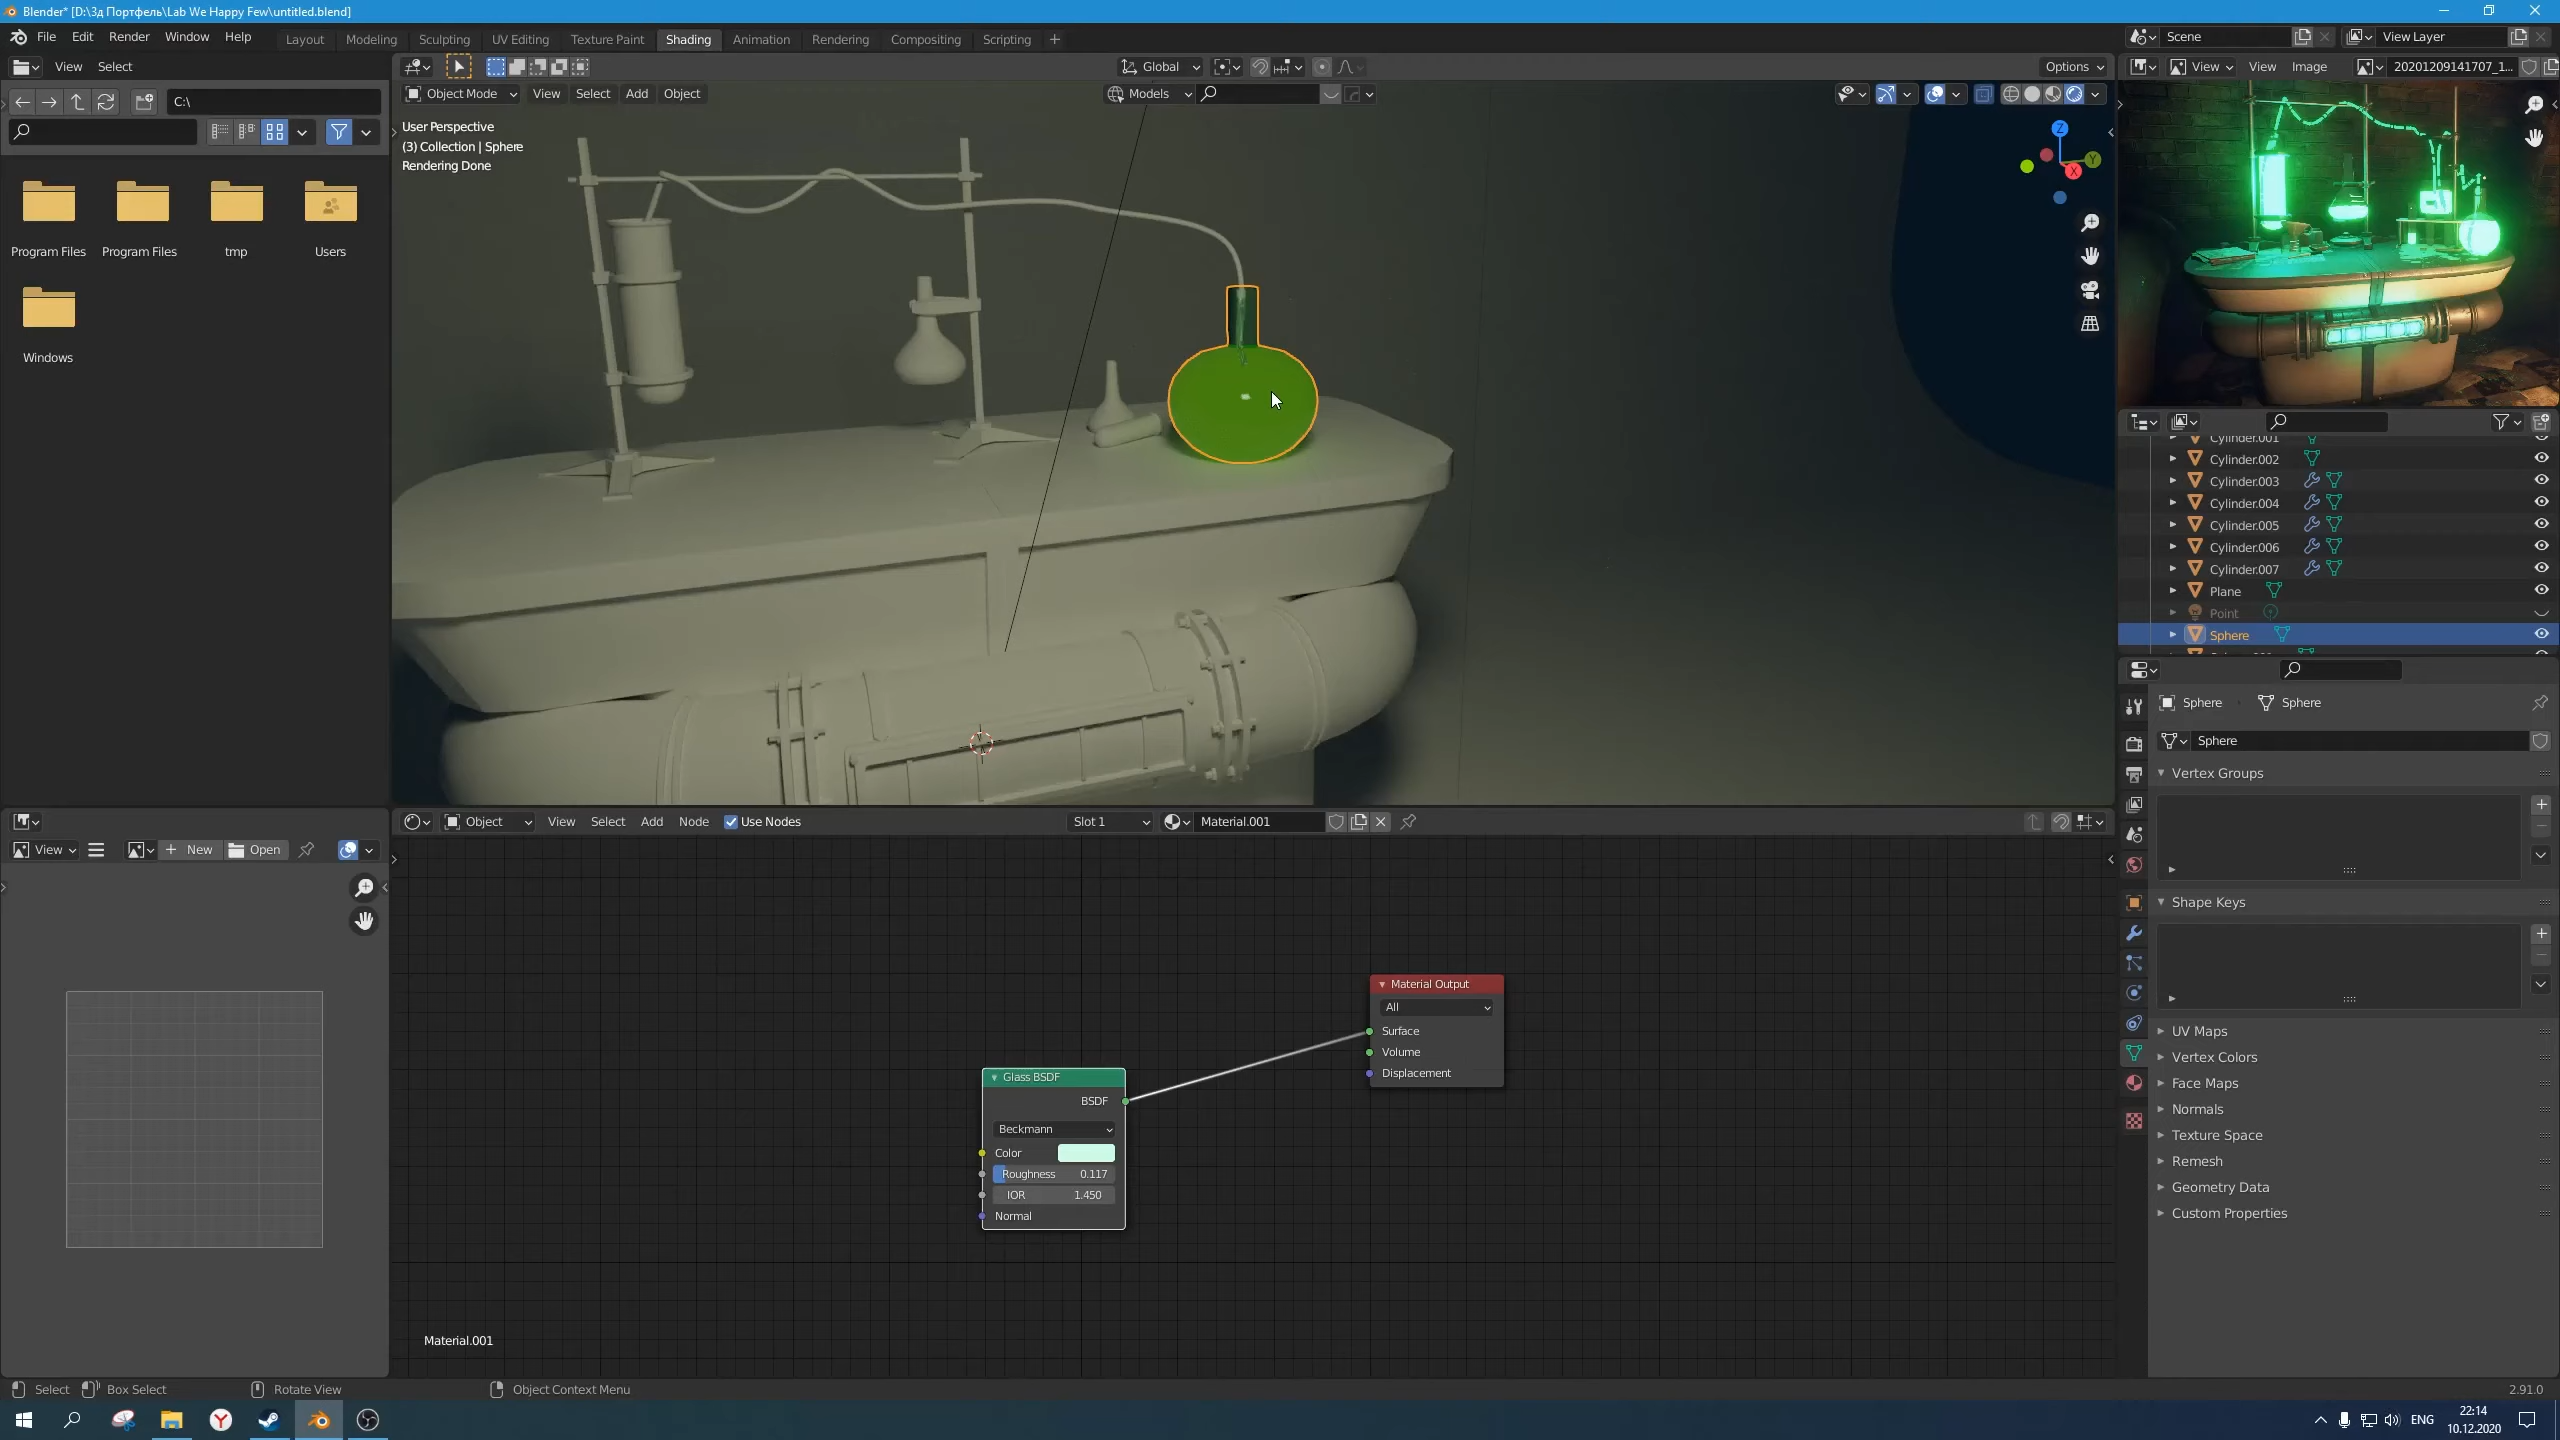 Blender* [D:\3д Портфель\Lab We Happy Few\untitled.blend]
File Edit Render Window Help
Layout Modeling Sculpting UV Editing Texture Paint Shading Animation Rendering Compositing Scripting
Scene
View Layer
View Select
Global
Options
View View Image 20201209141707_1...
C:\
Object Mode View Select Add Object
Models
User Perspective
(3) Collection | Sphere
Rendering Done
Z
Y
X
Program Files Program Files tmp Users
Windows
Cylinder.001
Cylinder.002
Cylinder.003
Cylinder.004
Cylinder.005
Cylinder.006
Cylinder.007
Plane
Point
Sphere
Sphere Sphere
Sphere
Vertex Groups
Shape Keys
UV Maps
Vertex Colors
Face Maps
Normals
Texture Space
Remesh
Geometry Data
Custom Properties
Object View Select Add Node Use Nodes
Slot 1
Material.001
View New Open
Material Output
All
Surface
Volume
Displacement
Glass BSDF
BSDF
Beckmann
Color
Roughness 0.117
IOR 1.450
Normal
Material.001
Select Box Select Rotate View Object Context Menu
2.91.0
ENG
22:14
10.12.2020